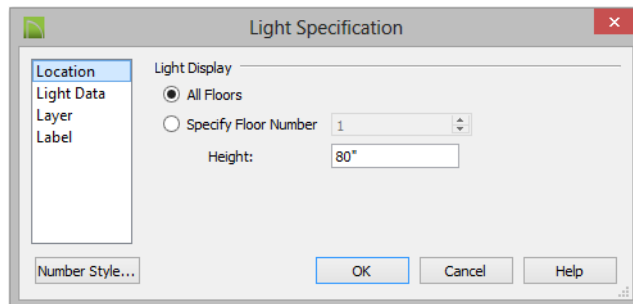 Light Specification
Location
Light Data
Layer
Label
Light Display
All Floors
Specify Floor Number 1
Height: 80"
Number Style...
OK Cancel Help